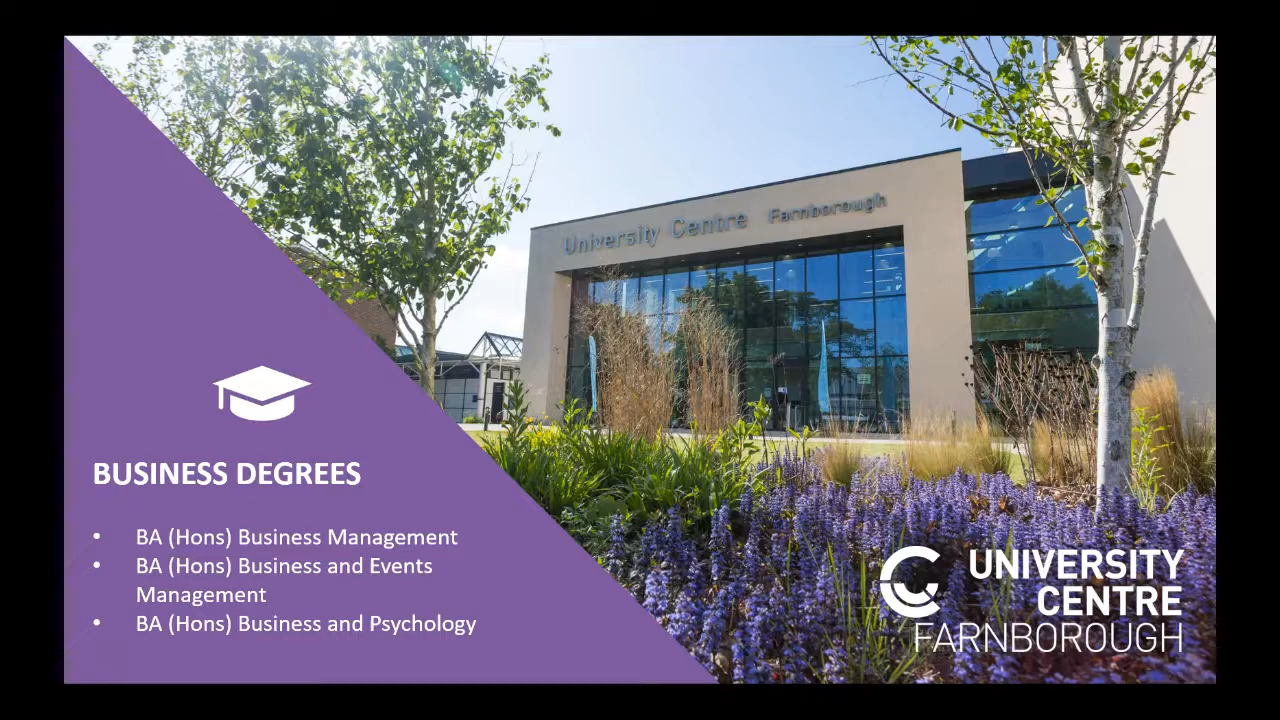 University Centre Farnborough
BUSINESS DEGREES
• BA (Hons) Business Management
• BA (Hons) Business and Events
Management
• BA (Hons) Business and Psychology
UNIVERSITY
CENTRE
FARNBOROUGH